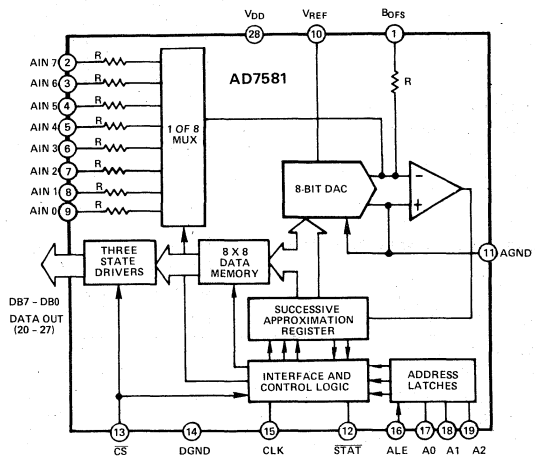 VDD VREF BOFS
28 10 1
AD7581
AIN 7 2 R
AIN 6 3 R
AIN 5 4 R
AIN 4 5 R
AIN 3 6 R
AIN 2 7 R
AIN 1 8 R
AIN 0 9 R
1 OF 8
MUX
R
8-BIT DAC
−
+
11 AGND
THREE
STATE
DRIVERS
8 X 8
DATA
MEMORY
DB7 – DB0
DATA OUT
(20 – 27)
SUCCESSIVE
APPROXIMATION
REGISTER
INTERFACE AND
CONTROL LOGIC
ADDRESS
LATCHES
13 14 15 12 16 17 18 19
CS DGND CLK STAT ALE A0 A1 A2